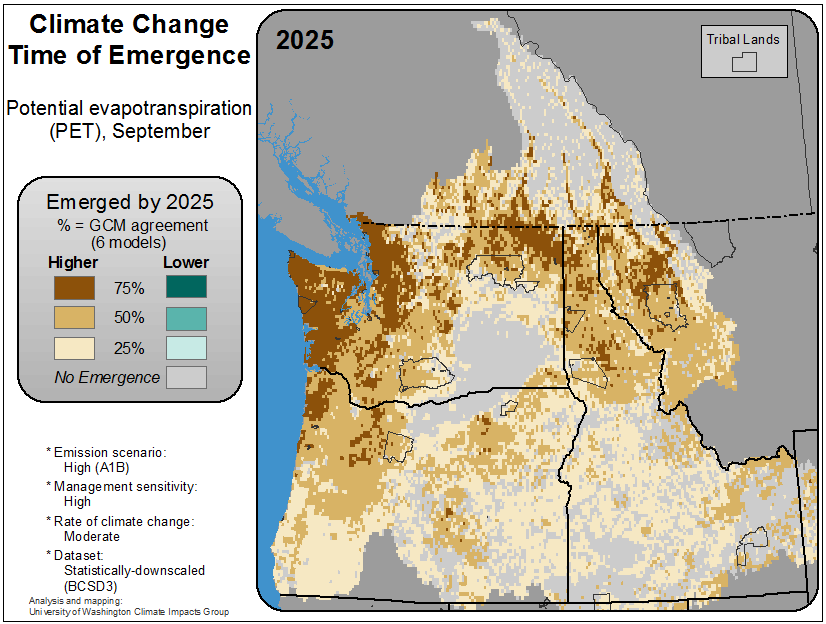 Climate Change
Time of Emergence
Potential evapotranspiration
(PET), September
Emerged by 2025
% = GCM agreement
(6 models)
Higher Lower
75%
50%
25%
No Emergence
* Emission scenario:
High (A1B)
* Management sensitivity:
High
* Rate of climate change:
Moderate
* Dataset:
Statistically-downscaled
(BCSD3)
Analysis and mapping:
University of Washington Climate Impacts Group
2025
Tribal Lands